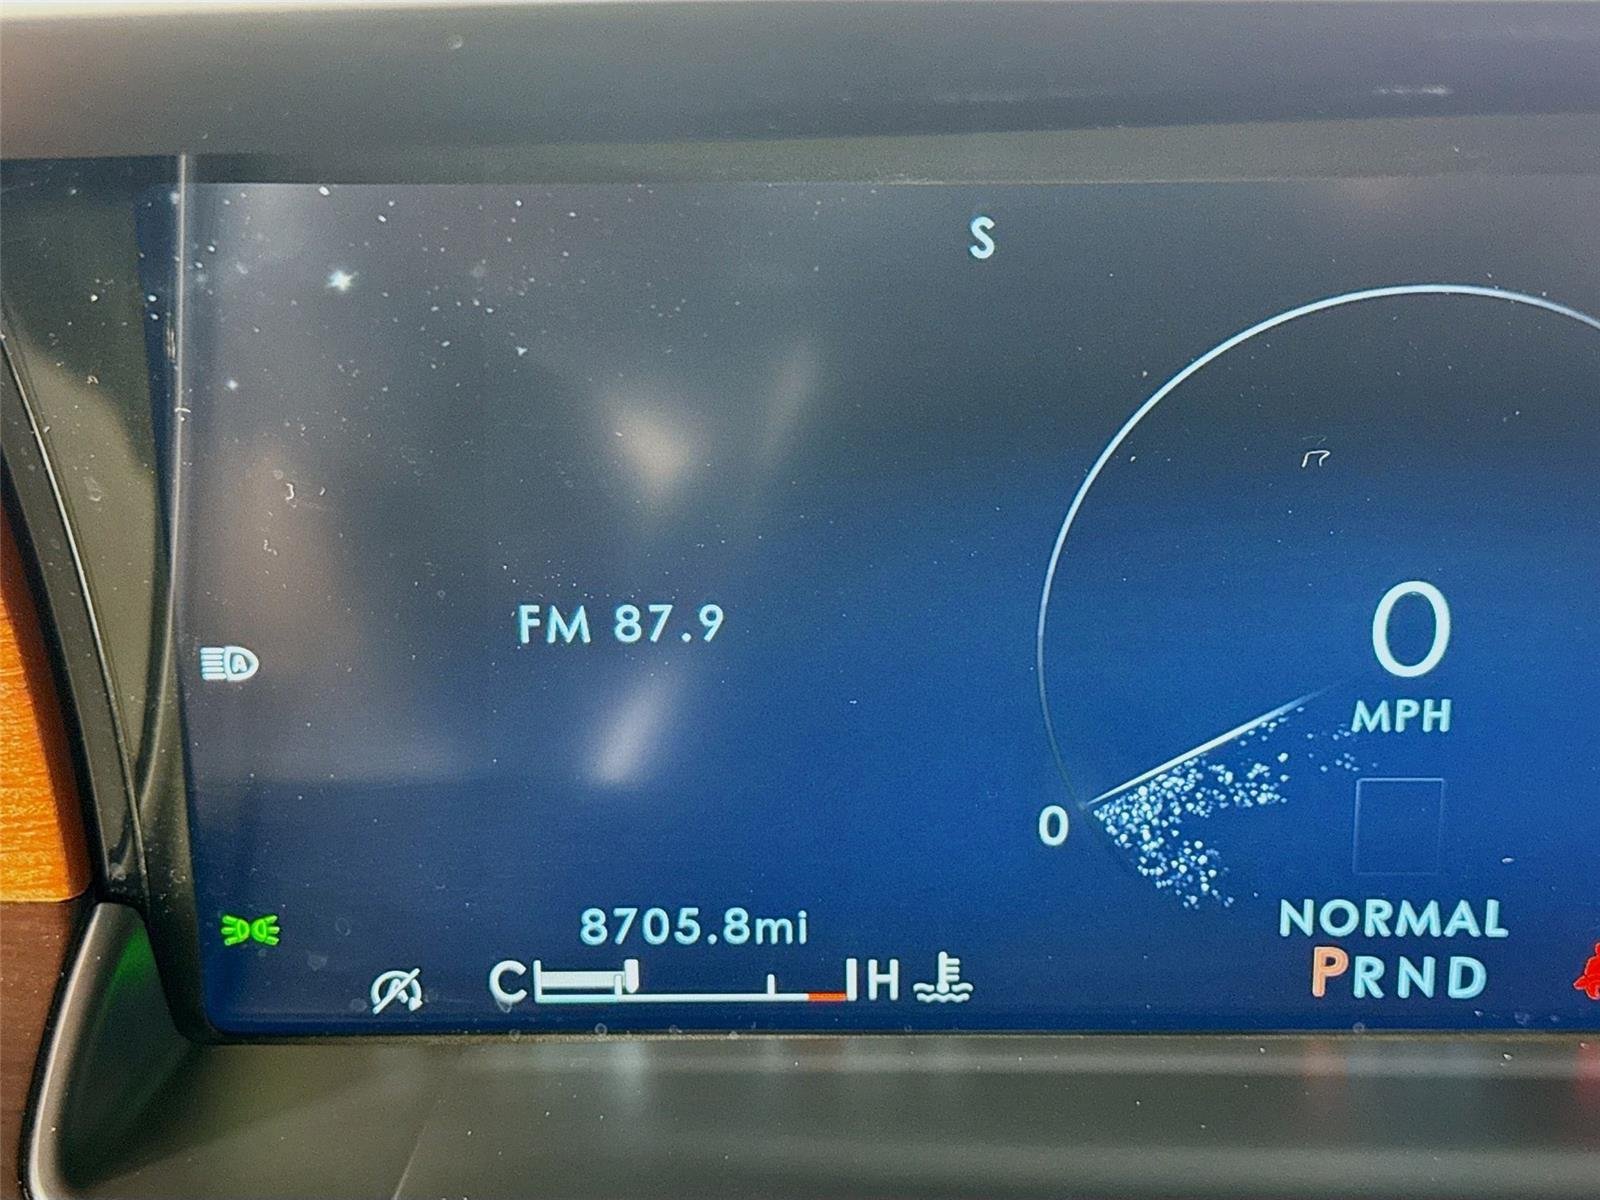 S
FM 87.9
0
MPH
0
NORMAL
8705.8mi
PRND
C H